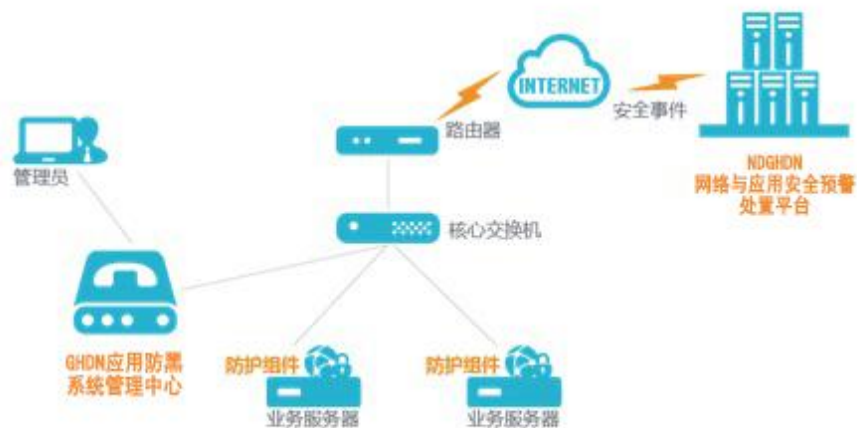 INTERNET
安全事件
路由器
NDGHDN
网络与应用安全预警
处置平台
管理员
核心交换机
GHDN应用防黑
系统管理中心
防护组件
防护组件
业务服务器
业务服务器